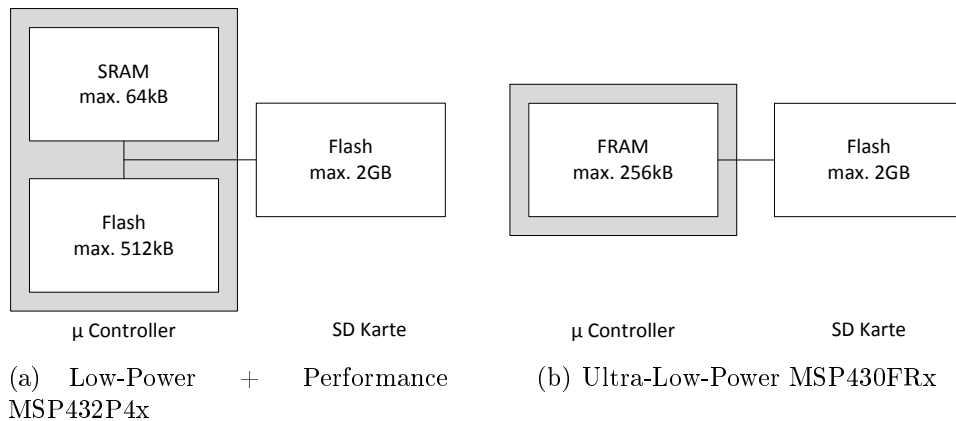 SRAM
max. 64kB
Flash
max. 512kB
Flash
max. 2GB
µ Controller
SD Karte
(a) Low-Power + Performance
MSP432P4x
FRAM
max. 256kB
Flash
max. 2GB
µ Controller
SD Karte
(b) Ultra-Low-Power MSP430FRx